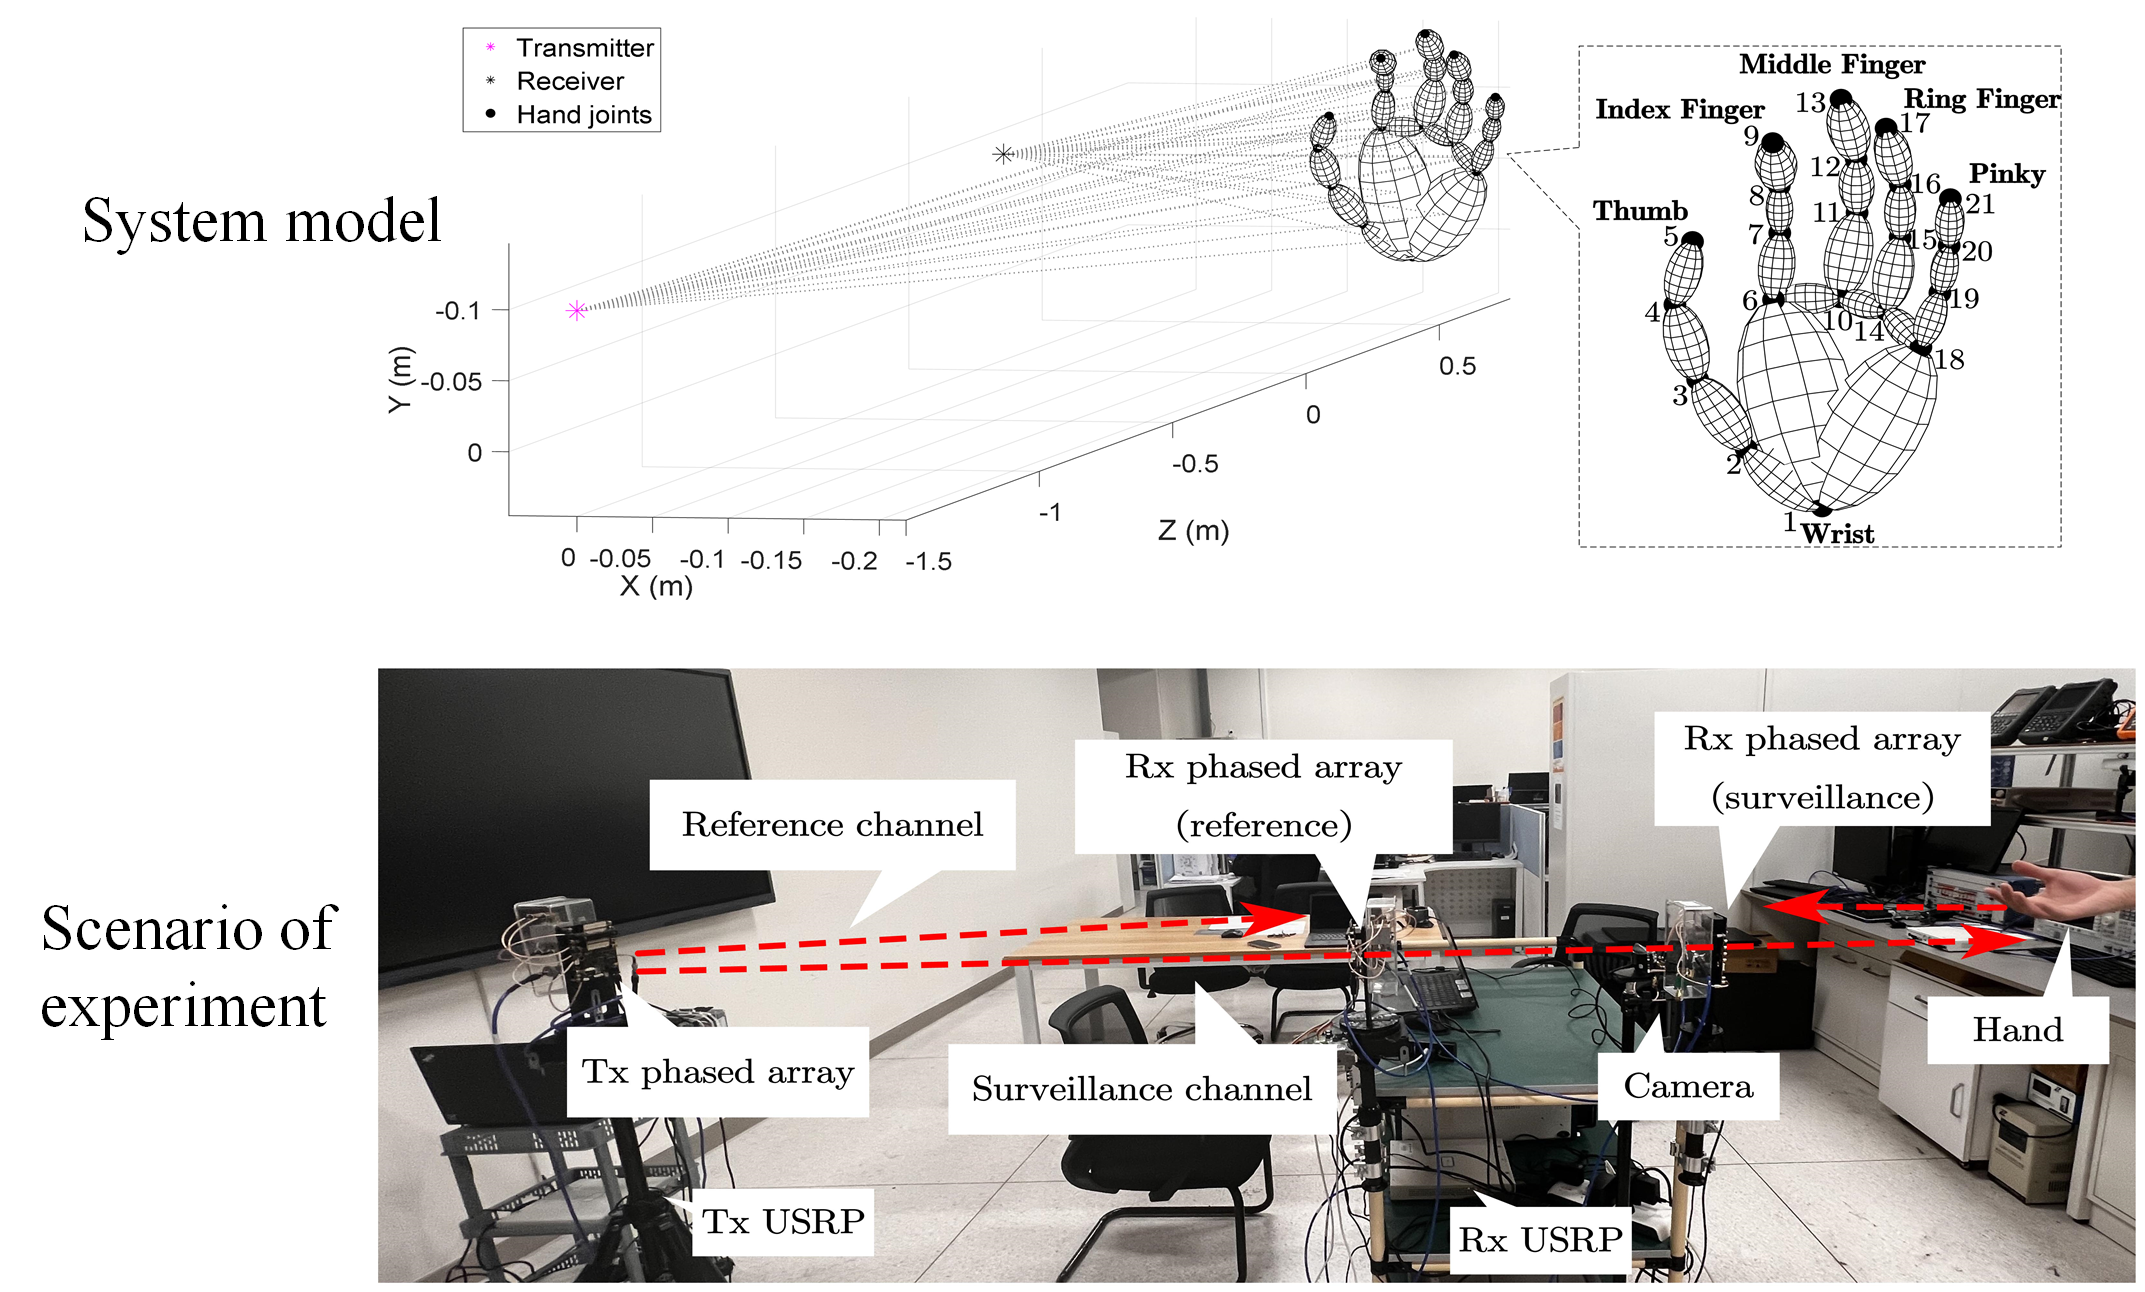 Transmitter
Receiver
Hand joints
System model
-0.1
-0.05
0
Y (m)
0 -0.05 -0.1 -0.15 -0.2 -1.5
X (m)
-1
-0.5
0
0.5
Z (m)
Middle Finger
Index Finger
Ring Finger
Pinky
Thumb
Wrist
13
17
9
12
16
8
21
11
5
7
15
20
6
19
4
10
14
18
3
2
1
Scenario of
experiment
Reference channel
Rx phased array
(reference)
Rx phased array
(surveillance)
Tx phased array
Surveillance channel
Camera
Hand
Tx USRP
Rx USRP